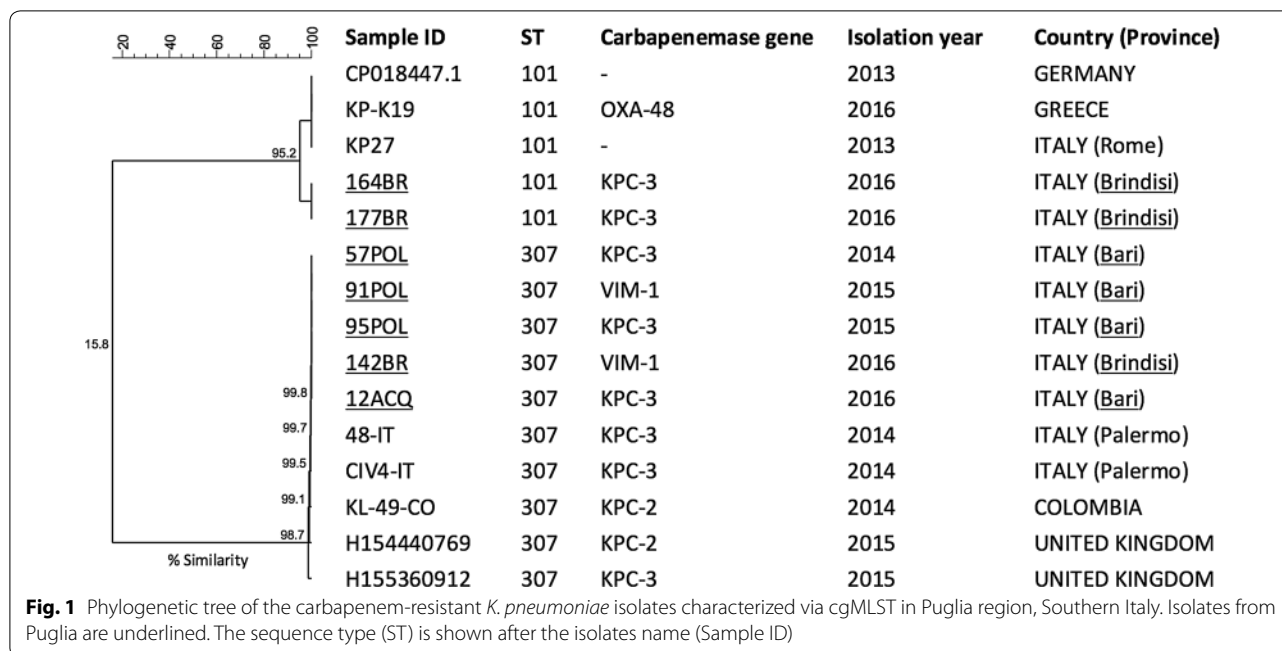 20 40 60 80 100
Sample ID ST Carbapenemase gene Isolation year Country (Province)
CP018447.1 101 - 2013 GERMANY
KP-K19 101 OXA-48 2016 GREECE
95.2
KP27 101 - 2013 ITALY (Rome)
164BR 101 KPC-3 2016 ITALY (Brindisi)
177BR 101 KPC-3 2016 ITALY (Brindisi)
57POL 307 KPC-3 2014 ITALY (Bari)
91POL 307 VIM-1 2015 ITALY (Bari)
15.8
95POL 307 KPC-3 2015 ITALY (Bari)
142BR 307 VIM-1 2016 ITALY (Brindisi)
99.8
12ACQ 307 KPC-3 2016 ITALY (Bari)
99.7
48-IT 307 KPC-3 2014 ITALY (Palermo)
99.5
CIV4-IT 307 KPC-3 2014 ITALY (Palermo)
99.1
KL-49-CO 307 KPC-2 2014 COLOMBIA
98.7
H154440769 307 KPC-2 2015 UNITED KINGDOM
% Similarity
H155360912 307 KPC-3 2015 UNITED KINGDOM
Fig. 1 Phylogenetic tree of the carbapenem-resistant K. pneumoniae isolates characterized via cgMLST in Puglia region, Southern Italy. Isolates from
Puglia are underlined. The sequence type (ST) is shown after the isolates name (Sample ID)